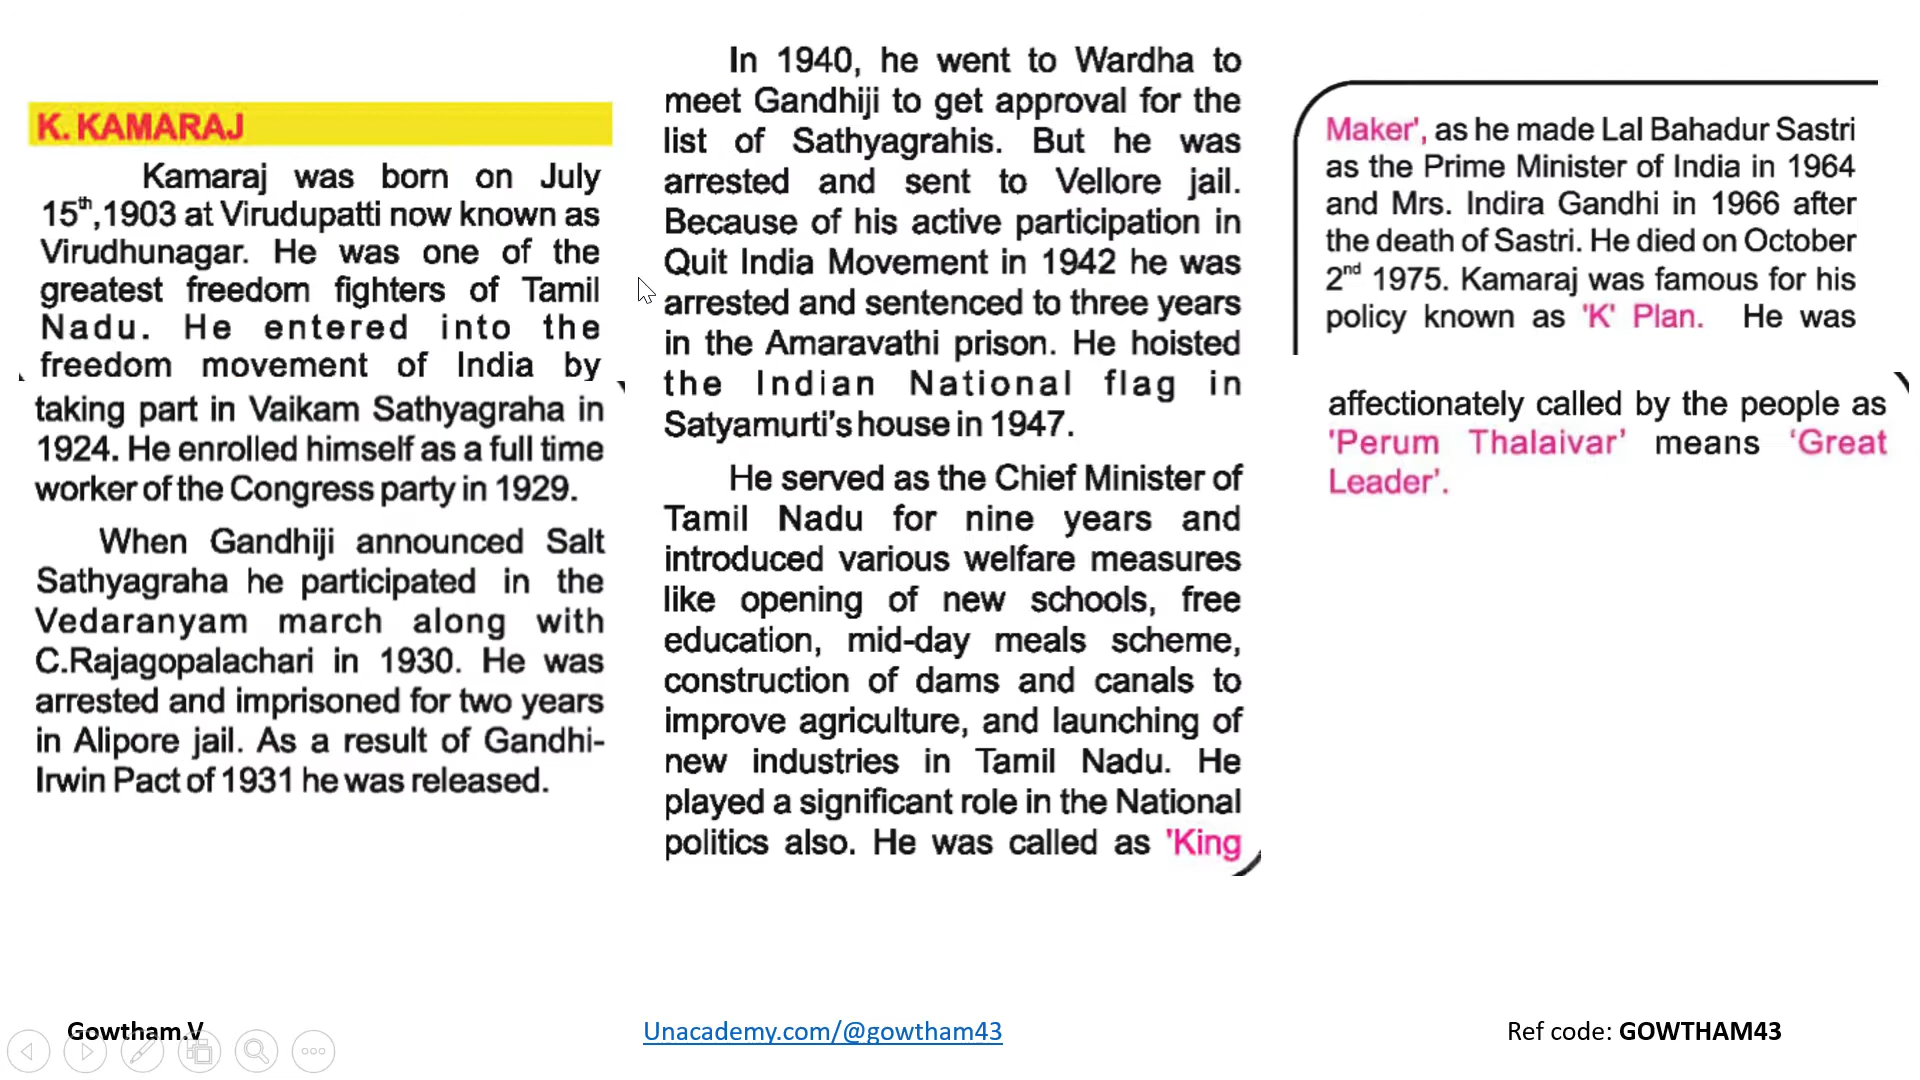 K. KAMARAJ
Kamaraj was born on July
15th,1903 at Virudupatti now known as
Virudhunagar. He was one of the
greatest freedom fighters of Tamil
Nadu. He entered into the
freedom movement of India by
taking part in Vaikam Sathyagraha in
1924. He enrolled himself as a full time
worker of the Congress party in 1929.
When Gandhiji announced Salt
Sathyagraha he participated in the
Vedaranyam march along with
C.Rajagopalachari in 1930. He was
arrested and imprisoned for two years
in Alipore jail. As a result of Gandhi-
Irwin Pact of 1931 he was released.
In 1940, he went to Wardha to
meet Gandhiji to get approval for the
list of Sathyagrahis. But he was
arrested and sent to Vellore jail.
Because of his active participation in
Quit India Movement in 1942 he was
arrested and sentenced to three years
in the Amaravathi prison. He hoisted
the Indian National flag in
Satyamurti's house in 1947.
He served as the Chief Minister of
Tamil Nadu for nine years and
introduced various welfare measures
like opening of new schools, free
education, mid-day meals scheme,
construction of dams and canals to
improve agriculture, and launching of
new industries in Tamil Nadu. He
played a significant role in the National
politics also. He was called as 'King
Maker', as he made Lal Bahadur Sastri
as the Prime Minister of India in 1964
and Mrs. Indira Gandhi in 1966 after
the death of Sastri. He died on October
2nd 1975. Kamaraj was famous for his
policy known as 'K' Plan. He was
affectionately called by the people as
'Perum Thalaivar' means 'Great
Leader'.
Gowtham.V
Unacademy.com/@gowtham43
Ref code: GOWTHAM43